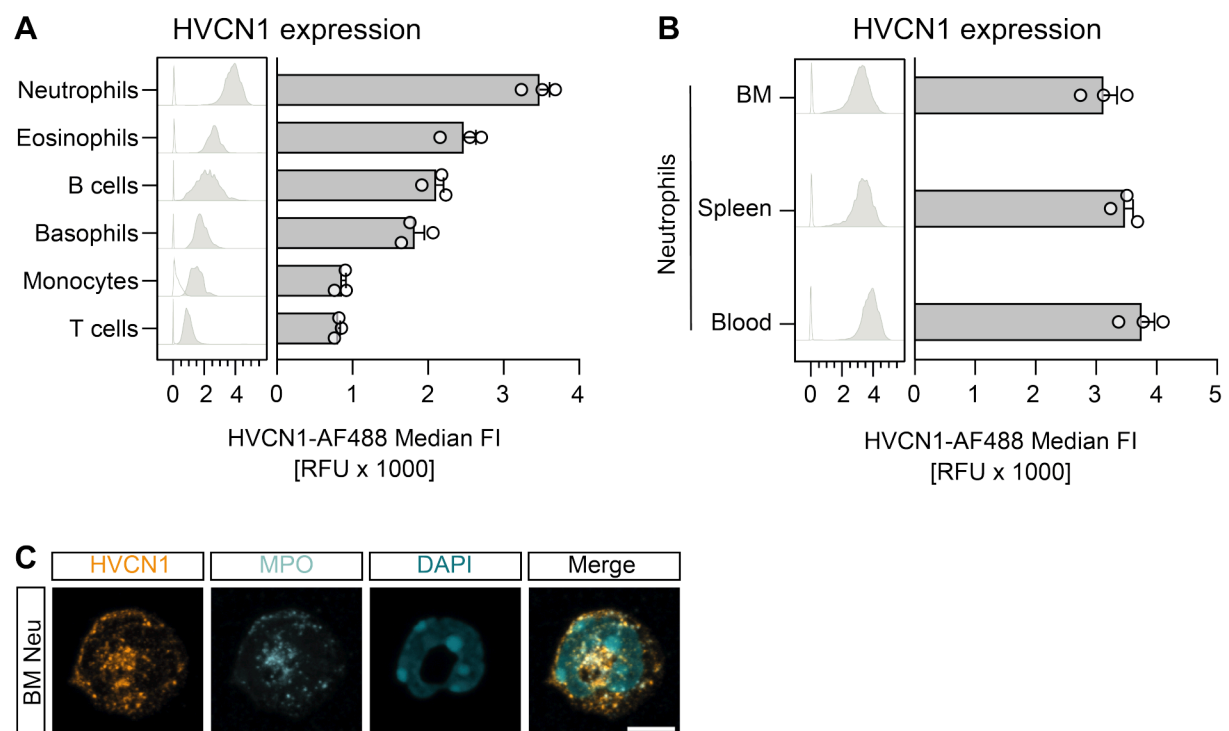 A
HVCN1 expression
Neutrophils
Eosinophils
B cells
Basophils
Monocytes
T cells
0 2 4
0 1 2 3 4
HVCN1-AF488 Median FI
[RFU x 1000]
B
HVCN1 expression
Neutrophils
BM
Spleen
Blood
0 2 4
0 1 2 3 4 5
HVCN1-AF488 Median FI
[RFU x 1000]
C
HVCN1 MPO DAPI Merge
BM Neu